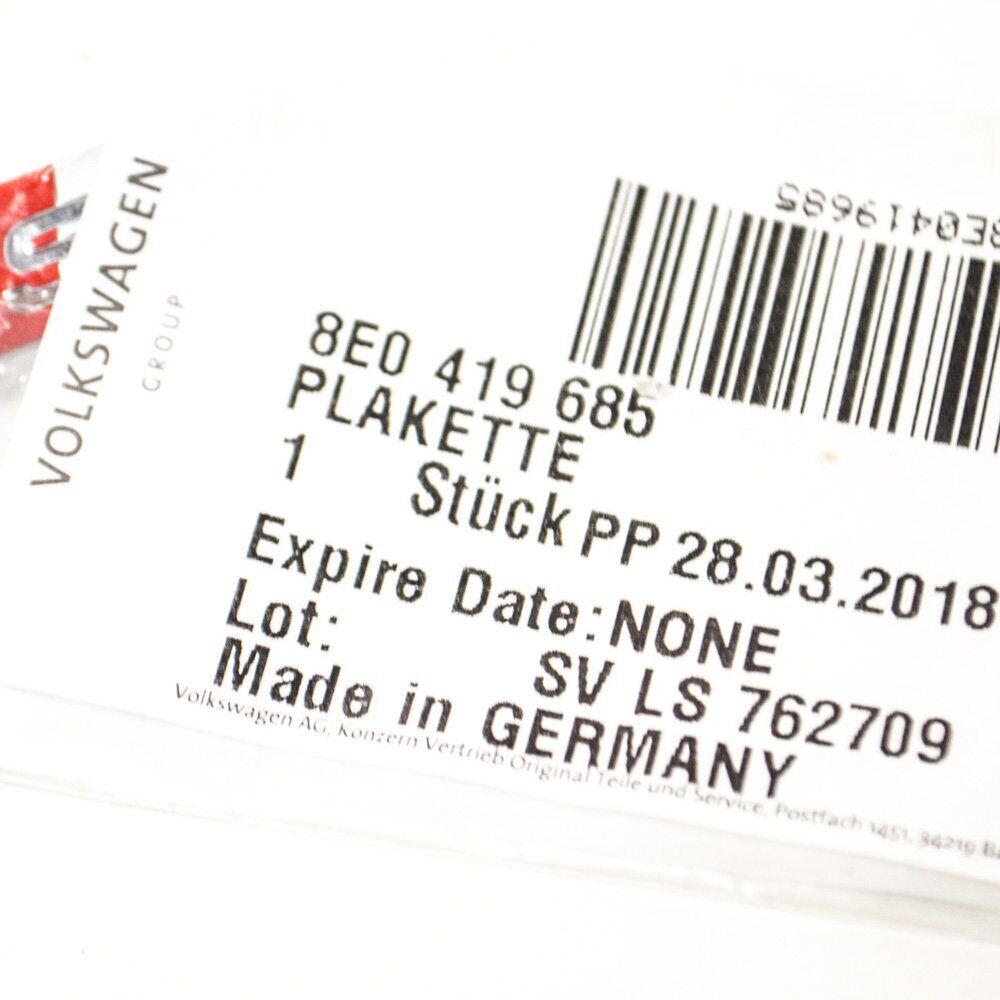 VOLKSWAGEN
GROUP
8E0419685
8E0 419 685
PLAKETTE
1 Stück PP 28.03.2018
Expire Date: NONE
Lot: SV LS 762709
Made in GERMANY
Volkswagen AG, Konzern Vertrieb Original Teile und Service, Postfach 1451, 34219